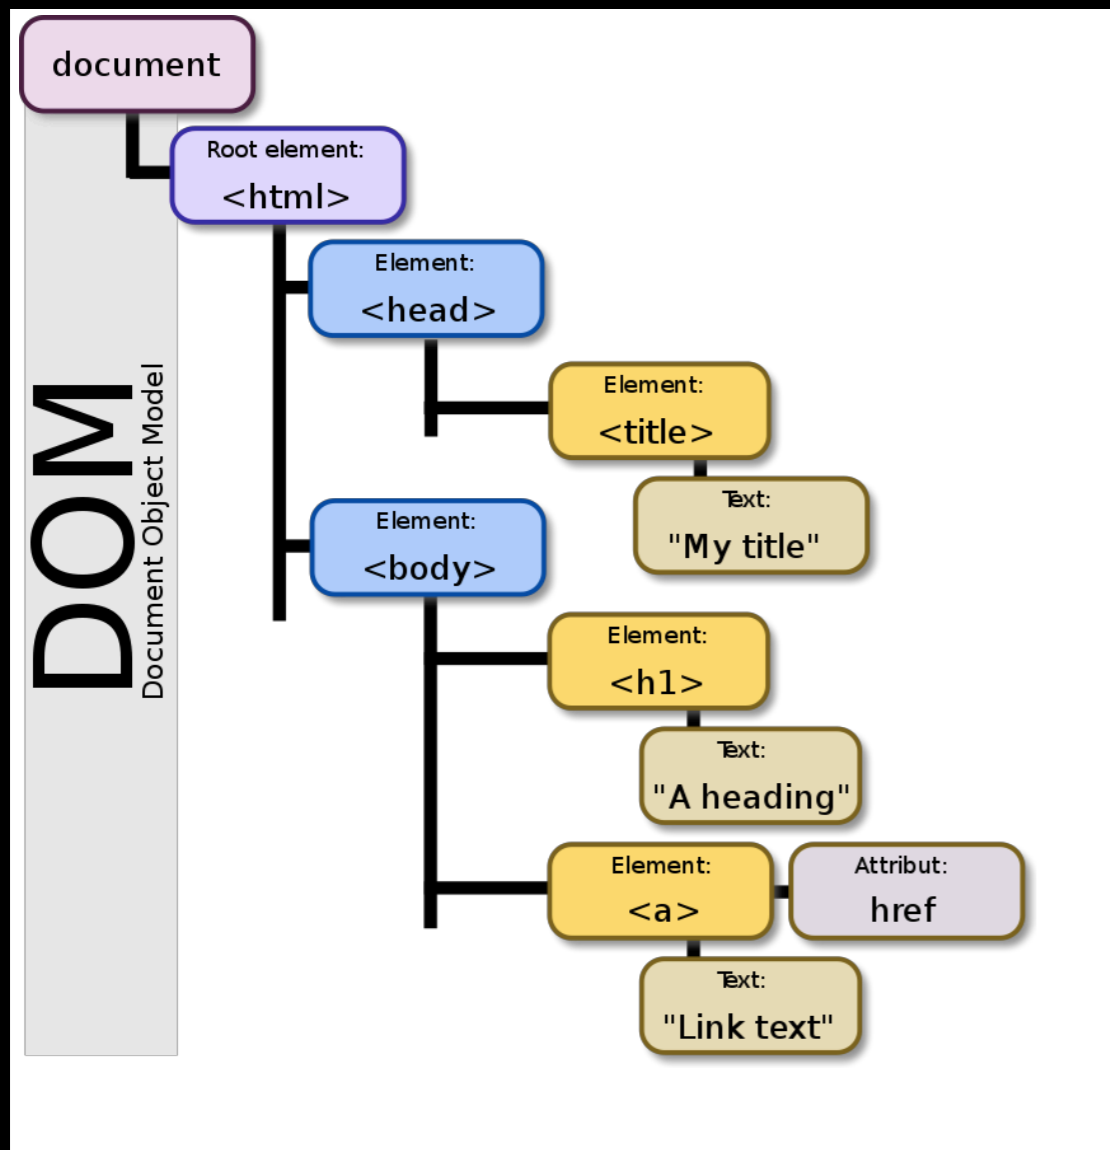 document
Root element:
<html>
Element:
<head>
Element:
<title>
Text:
"My title"
Element:
<body>
Element:
<h1>
Text:
"A heading"
Element:
<a>
Attribut:
href
Text:
"Link text"
DOM
Document Object Model